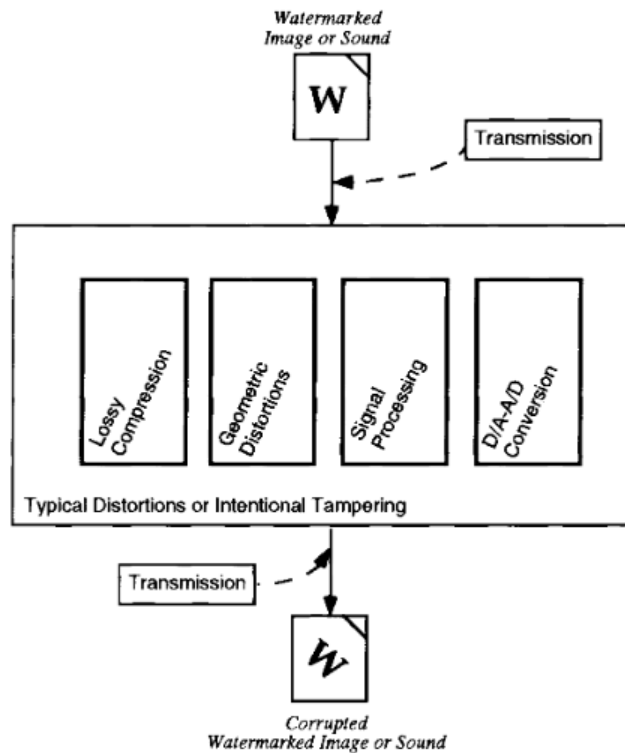 Watermarked
Image or Sound
W
Transmission
Lossy
Compression
Geometric
Distortions
Signal
Processing
D/A-A/D
Conversion
Typical Distortions or Intentional Tampering
Transmission
W
Corrupted
Watermarked Image or Sound